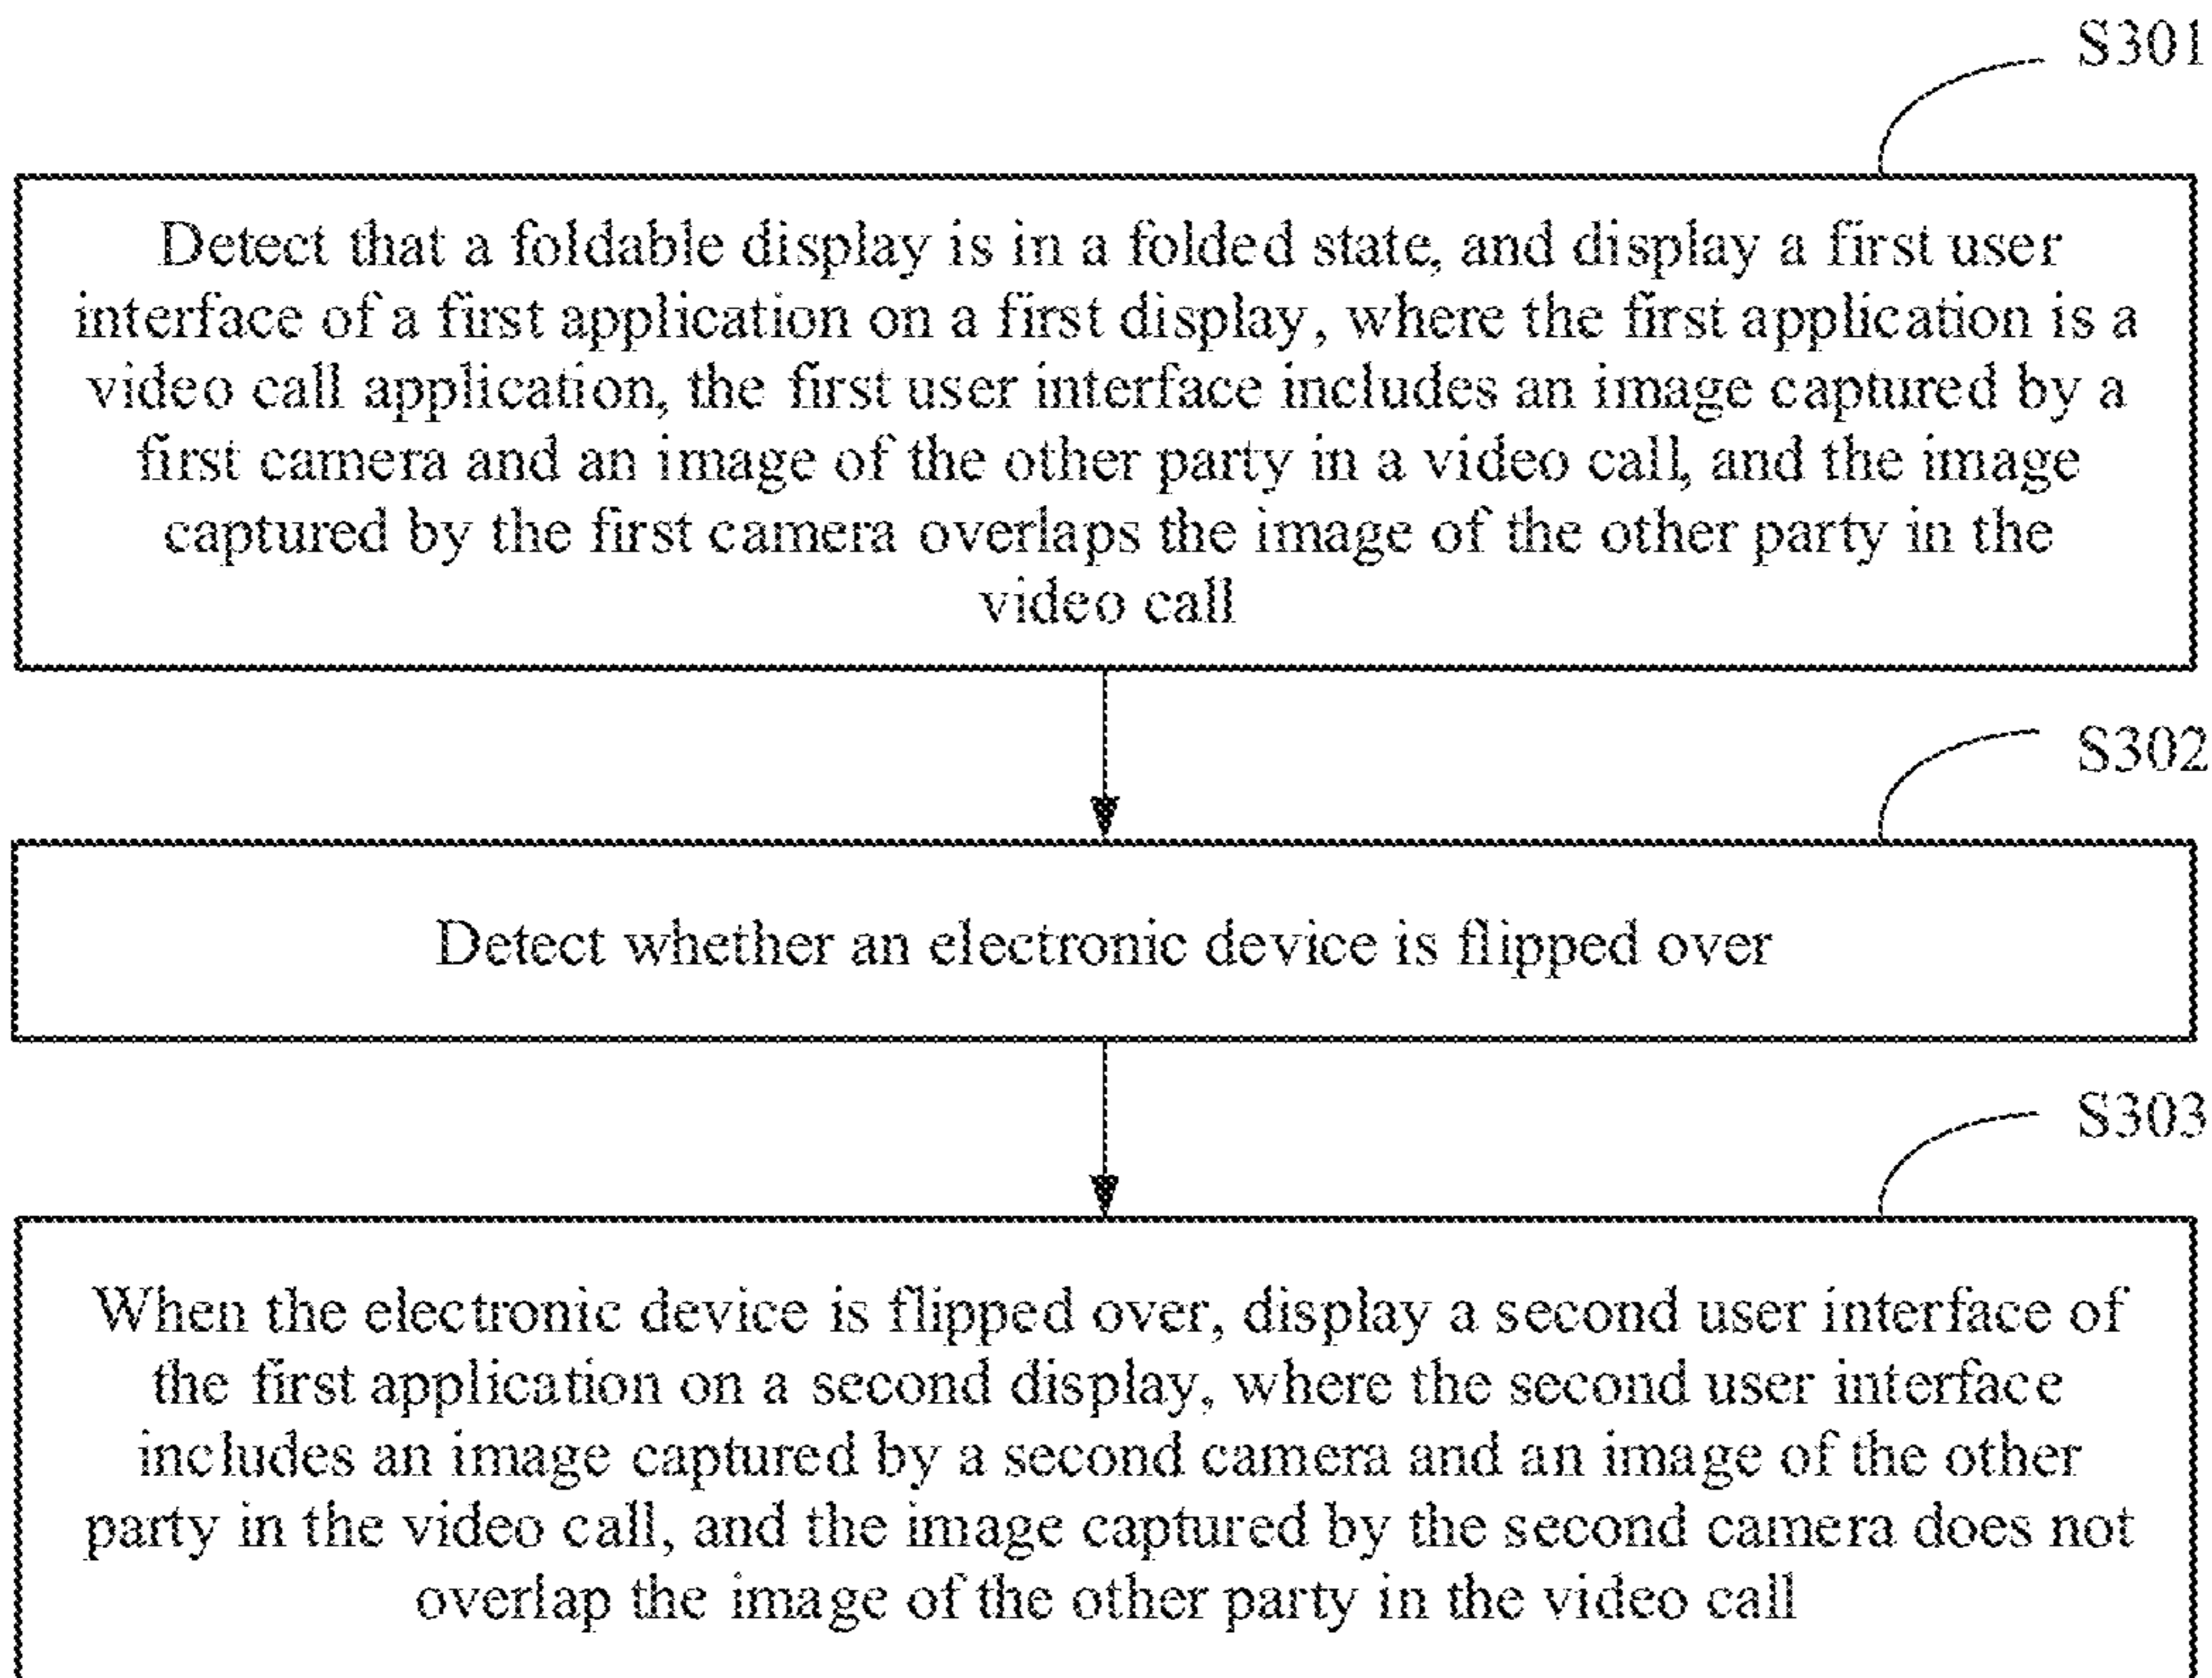 S301
Detect that a foldable display is in a folded state, and display a first user
interface of a first application on a first display, where the first application is a
video call application, the first user interface includes an image captured by a
first camera and an image of the other party in a video call, and the image
captured by the first camera overlaps the image of the other party in the
video call
S302
Detect whether an electronic device is flipped over
S303
When the electronic device is flipped over, display a second user interface of
the first application on a second display, where the second user interface
includes an image captured by a second camera and an image of the other
party in the video call, and the image captured by the second camera does not
overlap the image of the other party in the video call